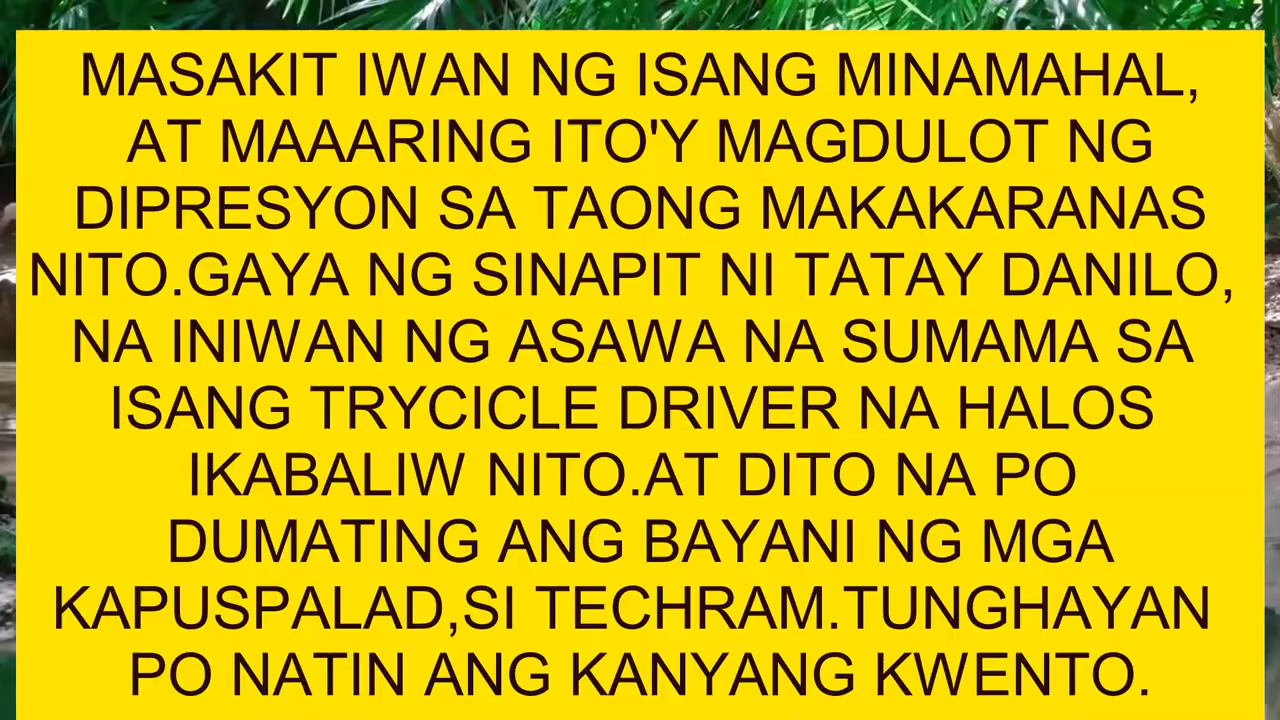 MASAKIT IWAN NG ISANG MINAMAHAL,
AT MAAARING ITO'Y MAGDULOT NG
DIPRESYON SA TAONG MAKAKARANAS
NITO.GAYA NG SINAPIT NI TATAY DANILO,
NA INIWAN NG ASAWA NA SUMAMA SA
ISANG TRYCICLE DRIVER NA HALOS
IKABALIW NITO.AT DITO NA PO
DUMATING ANG BAYANI NG MGA
KAPUSPALAD,SI TECHRAM.TUNGHAYAN
PO NATIN ANG KANYANG KWENTO.